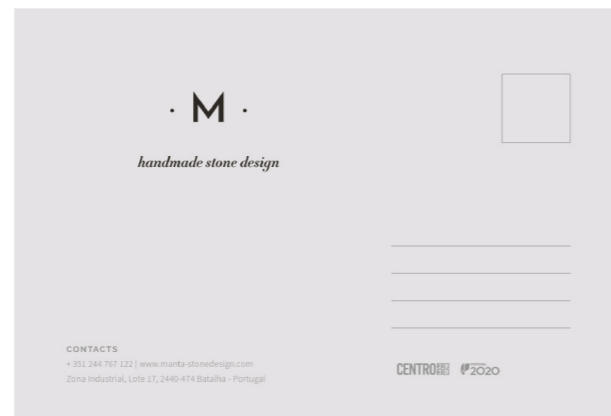 · M ·
handmade stone design
CONTACTS
+ 351 244 767 122 | www.manta-stonedesign.com
Zona Industrial, Lote 17, 2440-474 Batalha - Portugal
CENTRO
2020